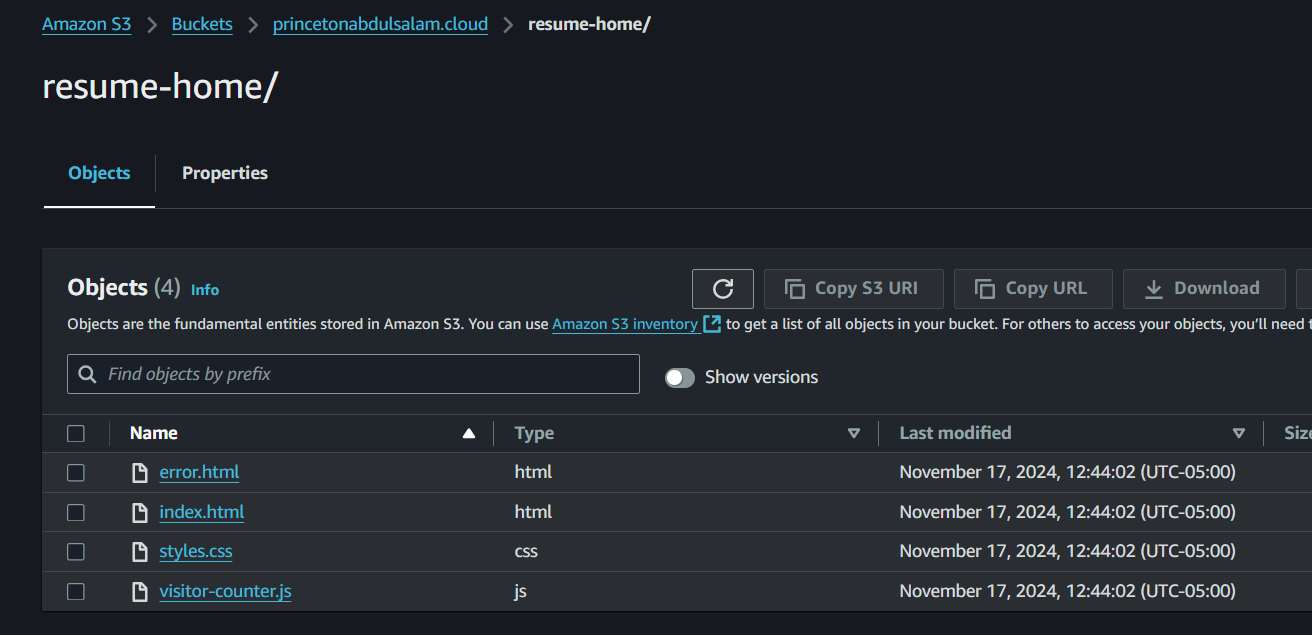 Amazon S3 > Buckets > princetonabdulsalam.cloud > resume-home/
resume-home/
Objects Properties
Objects (4) Info Copy S3 URI Copy URL Download
Objects are the fundamental entities stored in Amazon S3. You can use Amazon S3 inventory to get a list of all objects in your bucket. For others to access your objects, you'll need
Find objects by prefix Show versions
Name Type Last modified
error.html html November 17, 2024, 12:44:02 (UTC-05:00)
index.html html November 17, 2024, 12:44:02 (UTC-05:00)
styles.css css November 17, 2024, 12:44:02 (UTC-05:00)
visitor-counter.js js November 17, 2024, 12:44:02 (UTC-05:00)